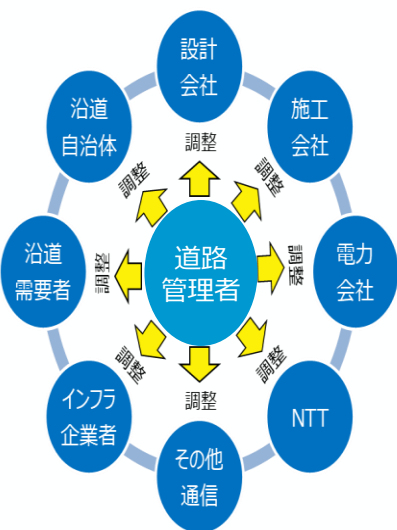 設計
会社
施工
会社
電力
会社
NTT
その他
通信
インフラ
企業者
沿道
需要者
沿道
自治体
道路
管理者
調整
調整
調整
調整
調整
調整
調整
調整